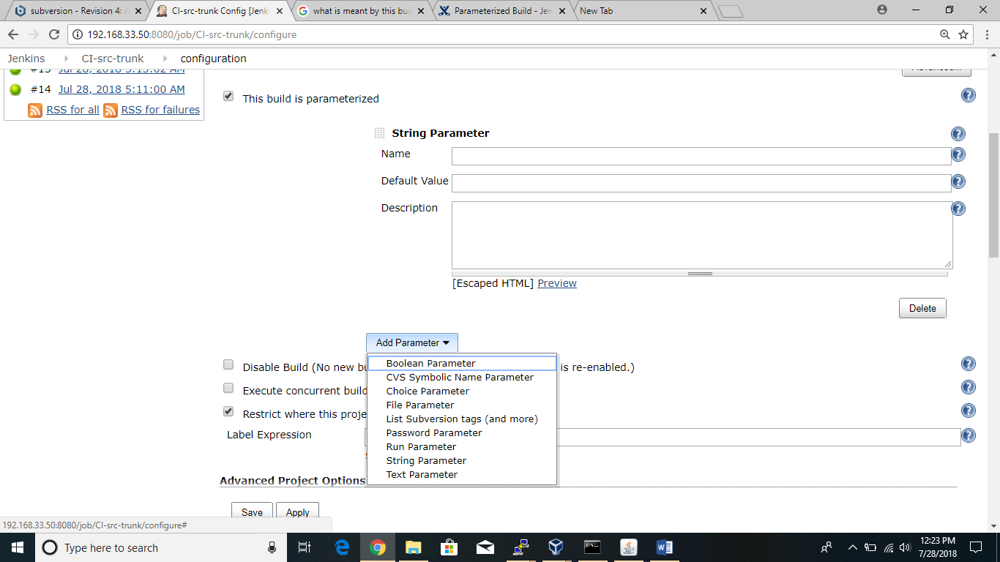 subversion - Revision 4: /
CI-src-trunk Config [Jenk
what is meant by this bui
Parameterized Build - Jen
New Tab
192.168.33.50:8080/job/CI-src-trunk/configure
Jenkins CI-src-trunk configuration
#15 Jul 28, 2018 5:15:02 AM
Advanced...
#14 Jul 28, 2018 5:11:00 AM
RSS for all RSS for failures
This build is parameterized
String Parameter
Name
Default Value
Description
[Escaped HTML] Preview
Delete
Add Parameter
Boolean Parameter
CVS Symbolic Name Parameter
Choice Parameter
File Parameter
List Subversion tags (and more)
Password Parameter
Run Parameter
String Parameter
Text Parameter
Disable Build (No new bu is re-enabled.)
Execute concurrent build
Restrict where this proje
Label Expression
Advanced Project Options
Save Apply
192.168.33.50:8080/job/CI-src-trunk/configure#
Type here to search
12:23 PM
7/28/2018